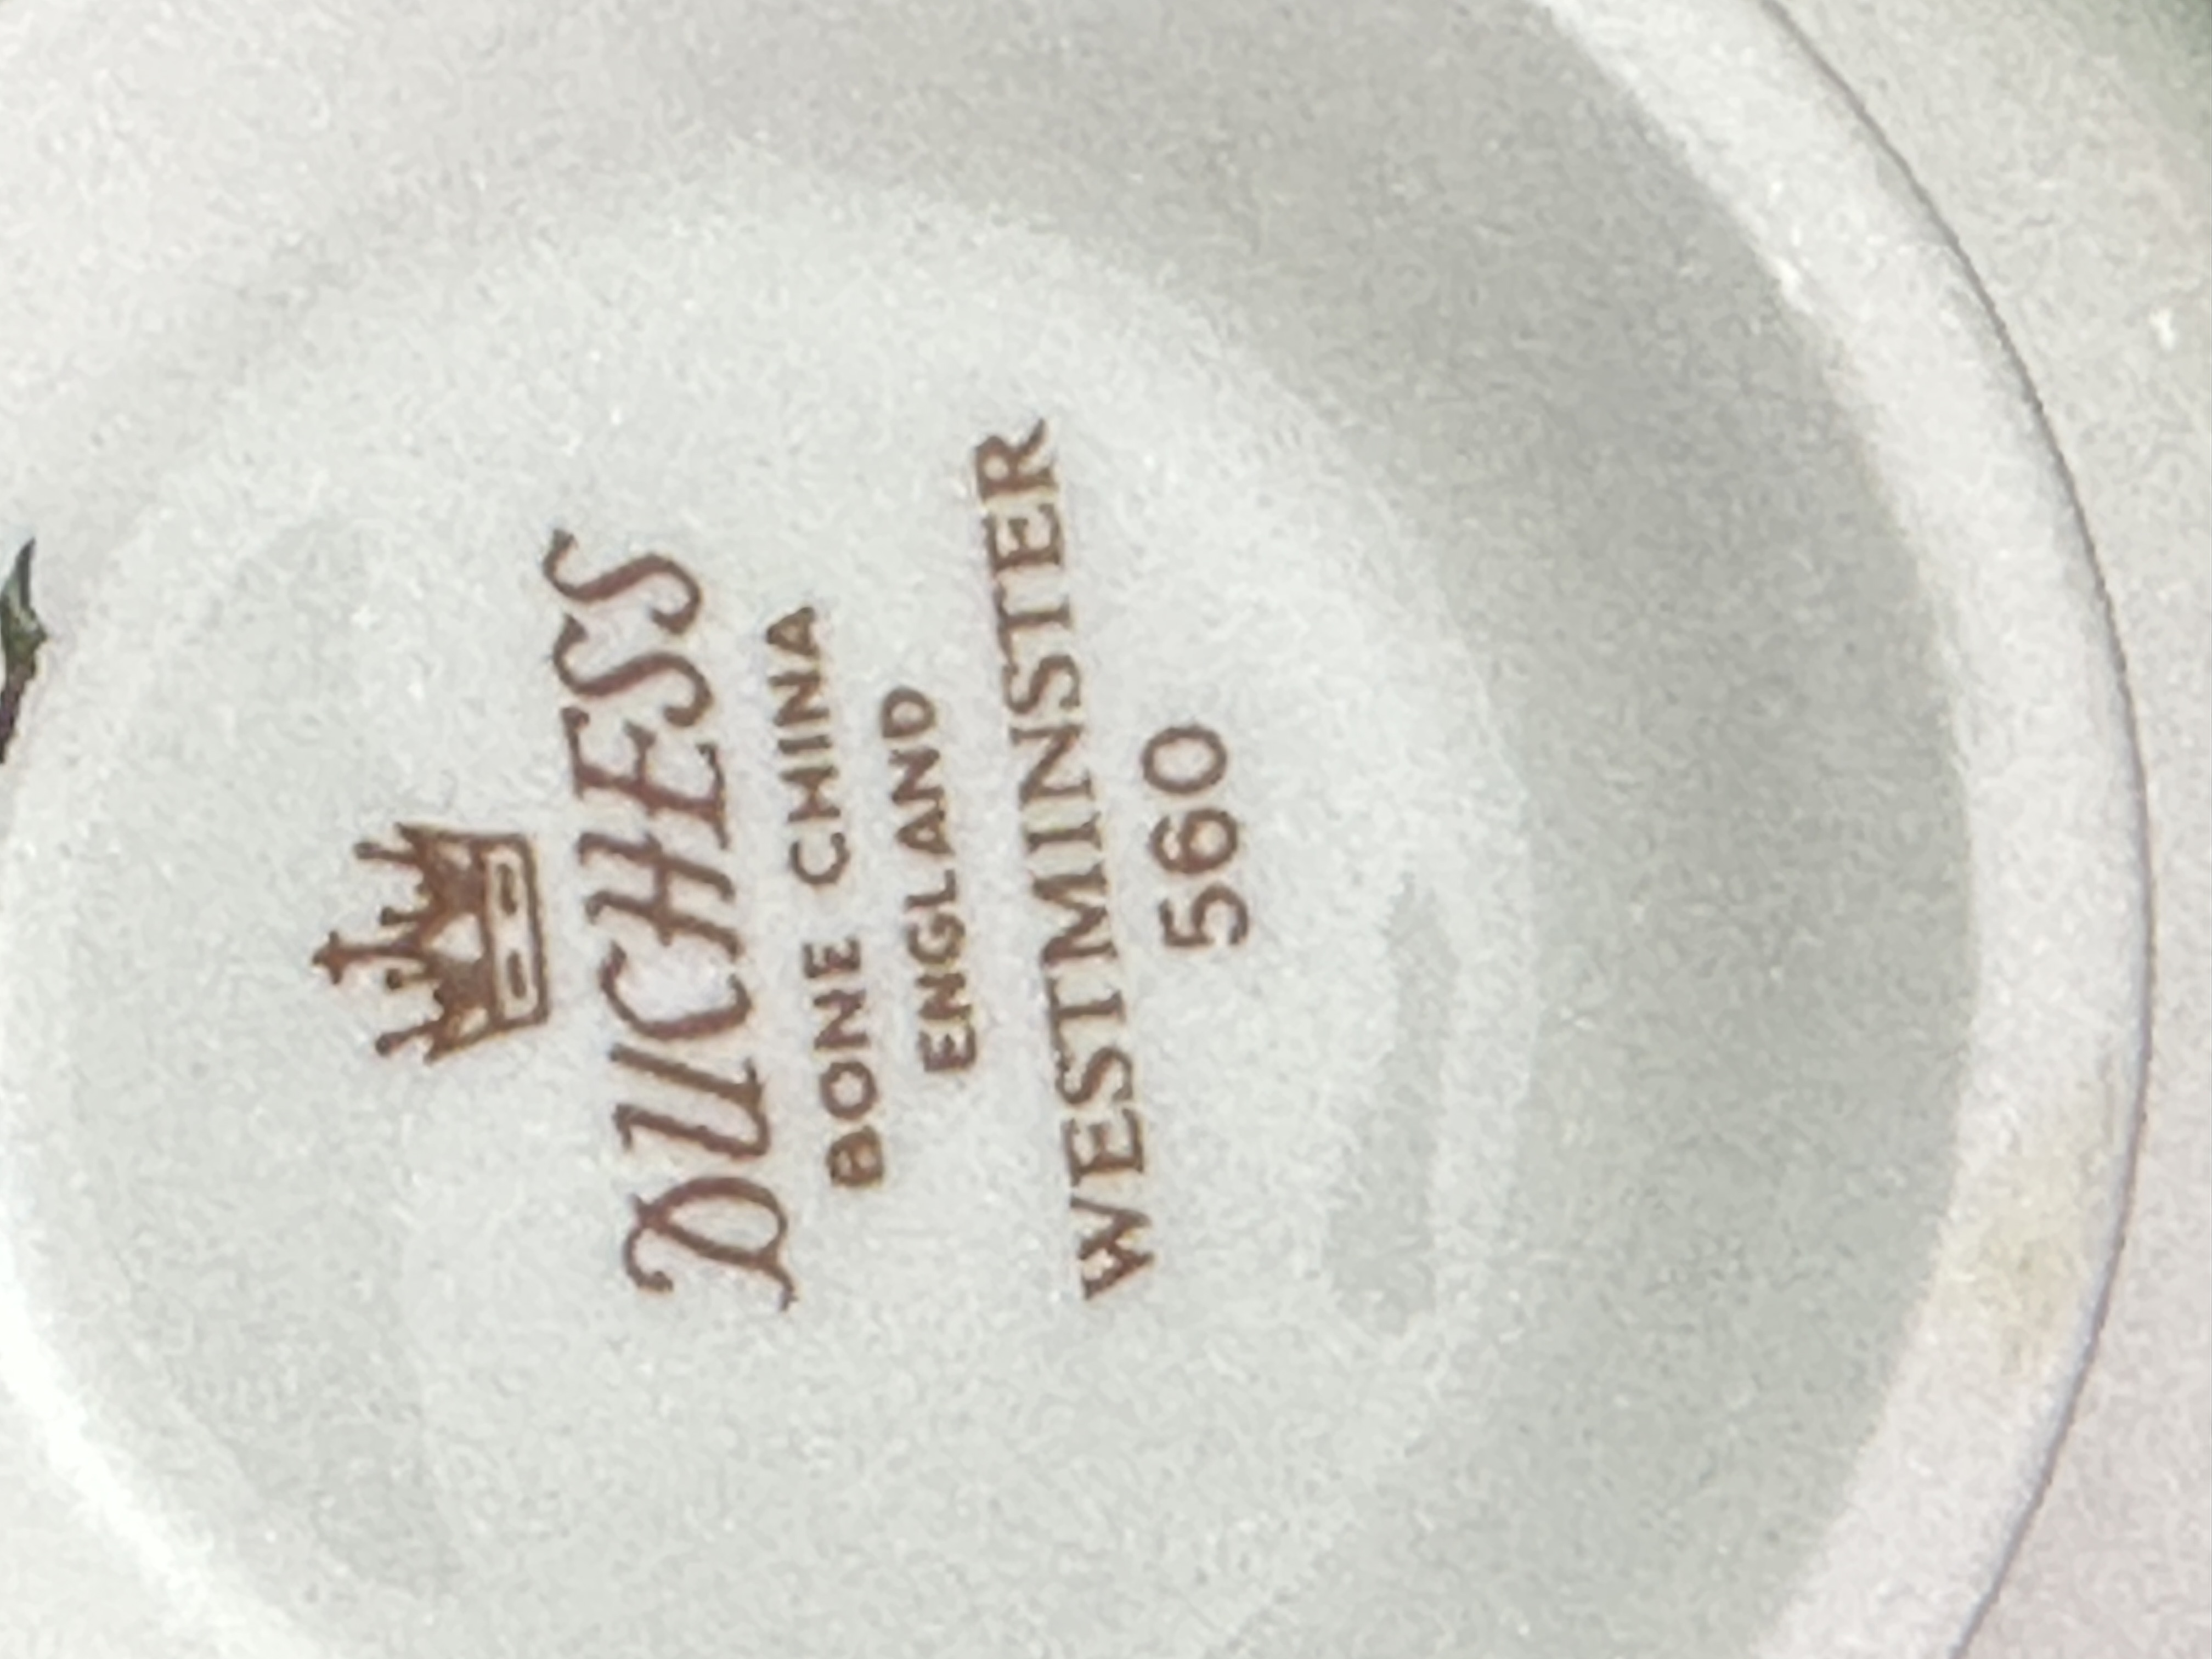 DUCHESS
BONE CHINA
ENGLAND
WESTMINSTER
560